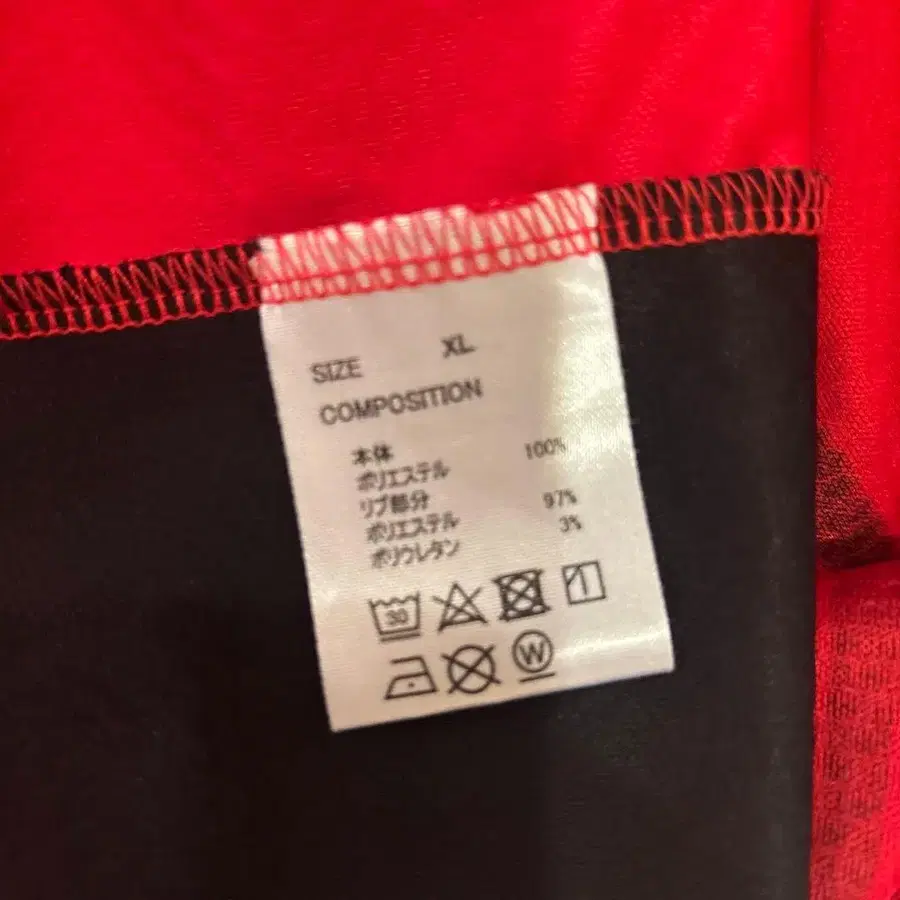 SIZE XL
COMPOSITION
本体
ポリエステル 100%
リブ部分
ポリエステル 97%
ポリウレタン 3%
30
W